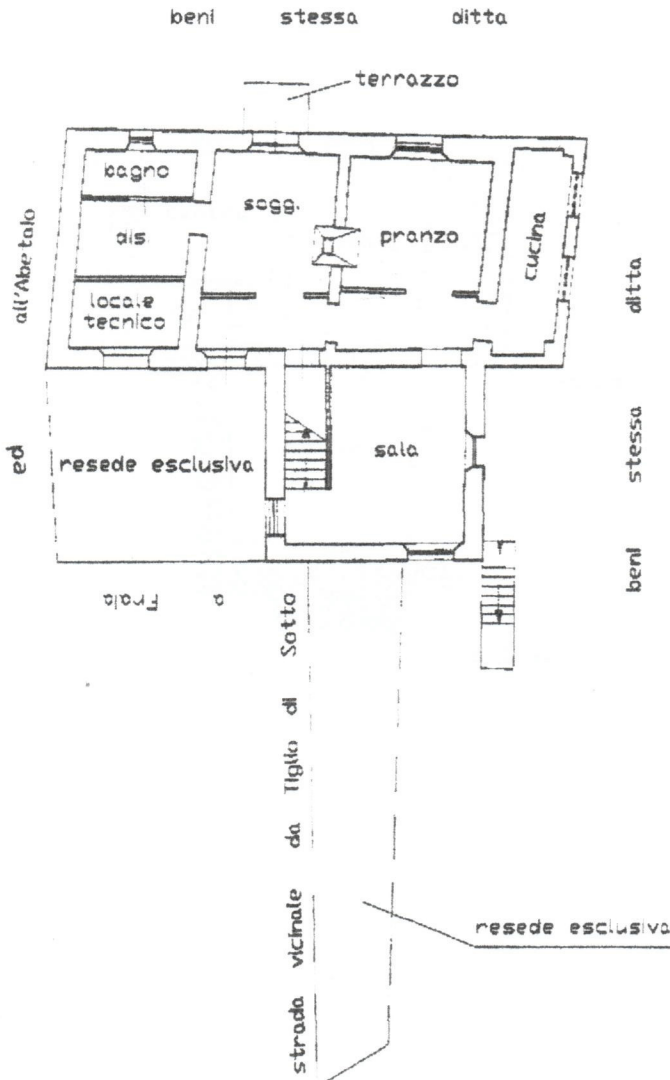 beni stessa ditta
terrazzo
bagno
sogg.
pranzo
cucina
dis.
locale
tecnico
resede esclusiva
sala
beni stessa ditta
strada vicinale da Tiglio di Sotto
a Fraia
ed all'Abetaio
resede esclusiva